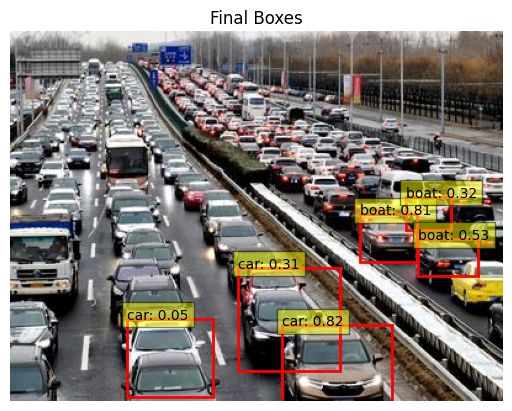 Final Boxes
boat: 0.32
boat: 0.81
boat: 0.53
car: 0.31
car: 0.05
car: 0.82